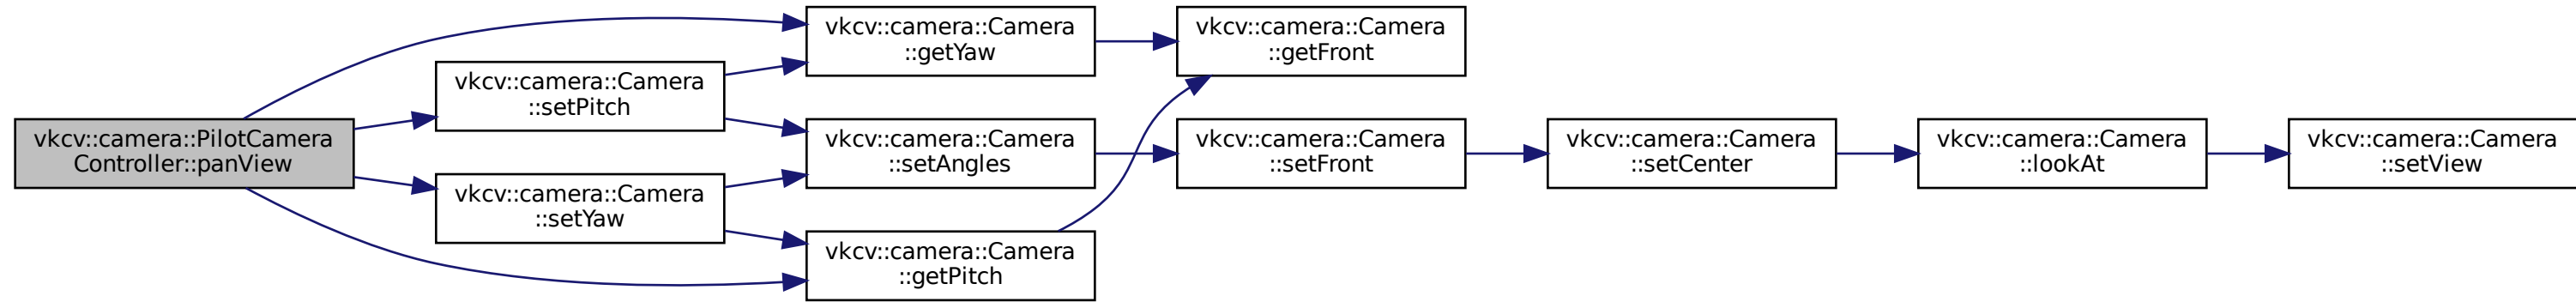 vkcv::camera::PilotCamera
Controller::panView
vkcv::camera::Camera
::setPitch
vkcv::camera::Camera
::setYaw
vkcv::camera::Camera
::getYaw
vkcv::camera::Camera
::setAngles
vkcv::camera::Camera
::getPitch
vkcv::camera::Camera
::getFront
vkcv::camera::Camera
::setFront
vkcv::camera::Camera
::setCenter
vkcv::camera::Camera
::lookAt
vkcv::camera::Camera
::setView